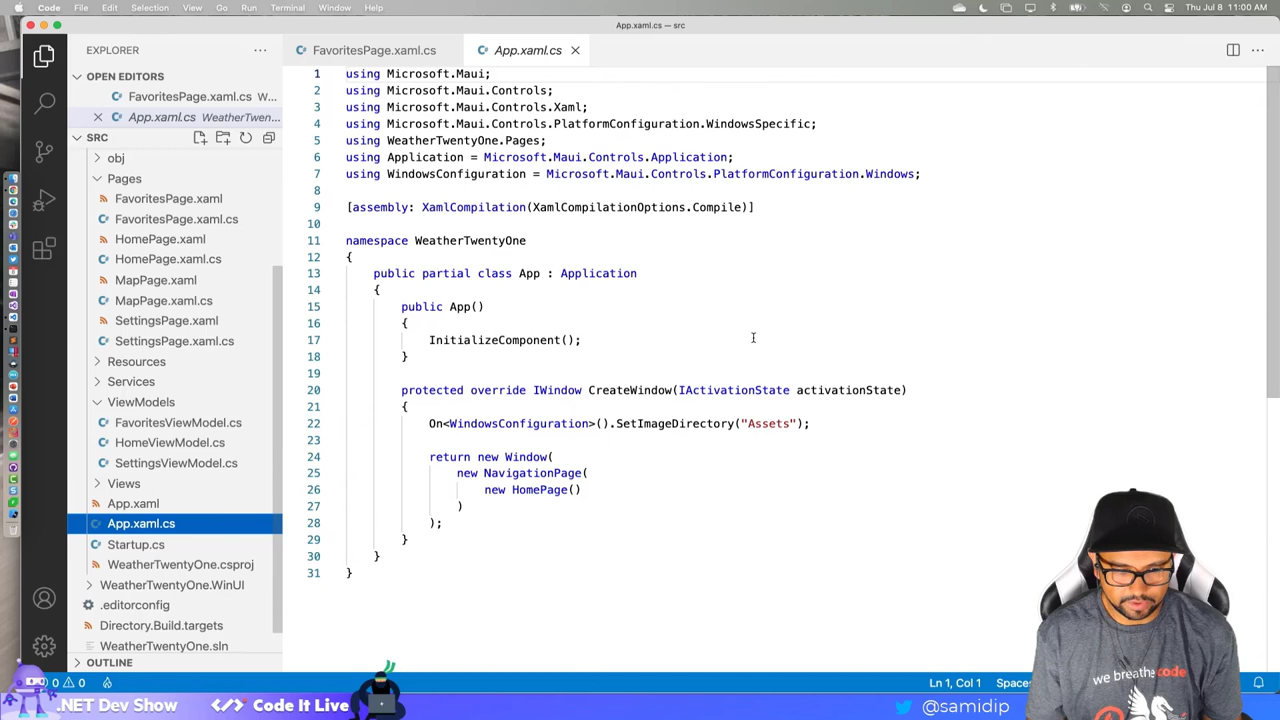 Code File Edit Selection View Go Run Terminal Window Help
Thu Jul 8 11:00 AM
App.xaml.cs — src
EXPLORER
FavoritesPage.xaml.cs
App.xaml.cs
OPEN EDITORS
FavoritesPage.xaml.cs W...
App.xaml.cs WeatherTwen...
SRC
obj
Pages
FavoritesPage.xaml
FavoritesPage.xaml.cs
HomePage.xaml
HomePage.xaml.cs
MapPage.xaml
MapPage.xaml.cs
SettingsPage.xaml
SettingsPage.xaml.cs
Resources
Services
ViewModels
FavoritesViewModel.cs
HomeViewModel.cs
SettingsViewModel.cs
Views
App.xaml
App.xaml.cs
Startup.cs
WeatherTwentyOne.csproj
WeatherTwentyOne.WinUI
.editorconfig
Directory.Build.targets
WeatherTwentyOne.sln
OUTLINE
1 using Microsoft.Maui;
2 using Microsoft.Maui.Controls;
3 using Microsoft.Maui.Controls.Xaml;
4 using Microsoft.Maui.Controls.PlatformConfiguration.WindowsSpecific;
5 using WeatherTwentyOne.Pages;
6 using Application = Microsoft.Maui.Controls.Application;
7 using WindowsConfiguration = Microsoft.Maui.Controls.PlatformConfiguration.Windows;
8
9 [assembly: XamlCompilation(XamlCompilationOptions.Compile)]
10
11 namespace WeatherTwentyOne
12 {
13 public partial class App : Application
14 {
15 public App()
16 {
17 InitializeComponent();
18 }
19
20 protected override IWindow CreateWindow(IActivationState activationState)
21 {
22 On<WindowsConfiguration>().SetImageDirectory("Assets");
23
24 return new Window(
25 new NavigationPage(
26 new HomePage()
27 )
28 );
29 }
30 }
31 }
we breathe code
0 0
Ln 1, Col 1
.NET Dev Show
</> Code It Live
@samidip